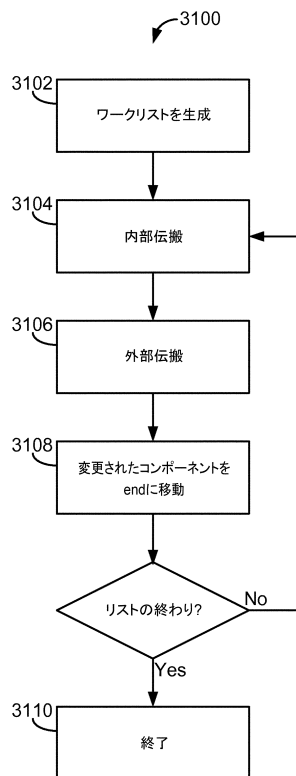 3100
3102
ワークリストを生成
3104
内部伝搬
3106
外部伝搬
3108
変更されたコンポーネントを
endに移動
リストの終わり?
No
Yes
3110
終了